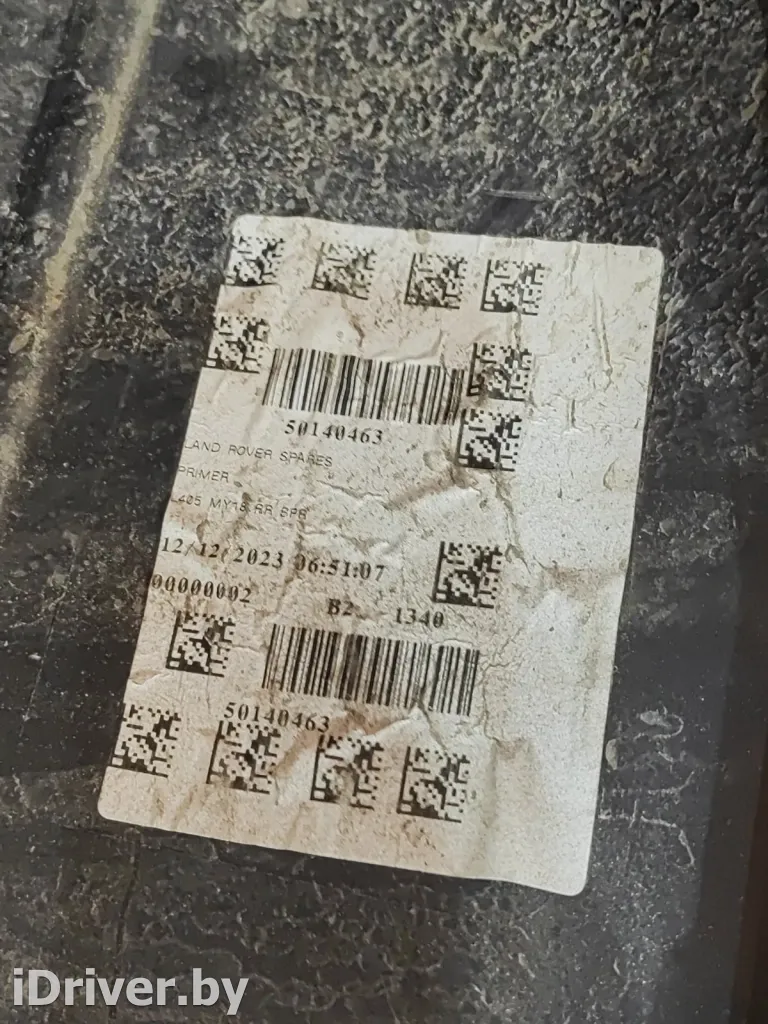 50140463
LAND ROVER SPARES
PRIMER
L405 MY18 RR BPR
12/12/2023 06:51:07
00000002
B2 1340
50140463
iDriver.by